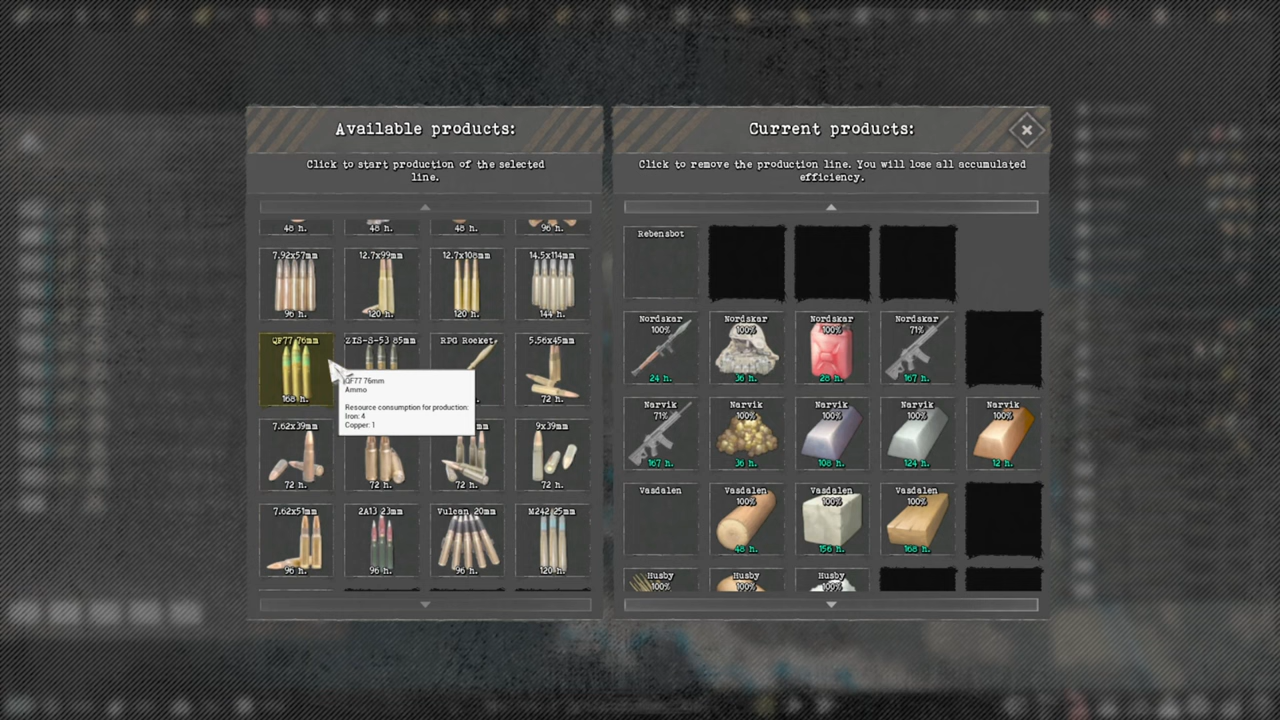 Available products:
Click to start production of the selected
line.
48 h.
48 h.
48 h.
96 h.
7.92x57mm
12.7x99mm
12.7x108mm
14.5x114mm
96 h.
120 h.
120 h.
144 h.
QF77 76mm
ZIS-S-53 85mm
RPG Rocket
5.56x45mm
168 h.
72 h.
QF77 76mm
Ammo
Resource consumption for production:
Iron: 4
Copper: 1
7.62x39mm
9x39mm
72 h.
72 h.
72 h.
72 h.
7.62x51mm
2A13 23mm
Vulcan 20mm
M242 25mm
96 h.
96 h.
96 h.
120 h.
Current products:
Click to remove the production line. You will lose all accumulated
efficiency.
Rebensbot
Nordskar
100%
24 h.
Nordskar
100%
36 h.
Nordskar
100%
28 h.
Nordskar
71%
167 h.
Narvik
71%
167 h.
Narvik
100%
36 h.
Narvik
100%
108 h.
Narvik
100%
124 h.
Narvik
100%
12 h.
Vasdalen
Vasdalen
100%
48 h.
Vasdalen
100%
156 h.
Vasdalen
100%
168 h.
Husby
100%
Husby
100%
Husby
100%